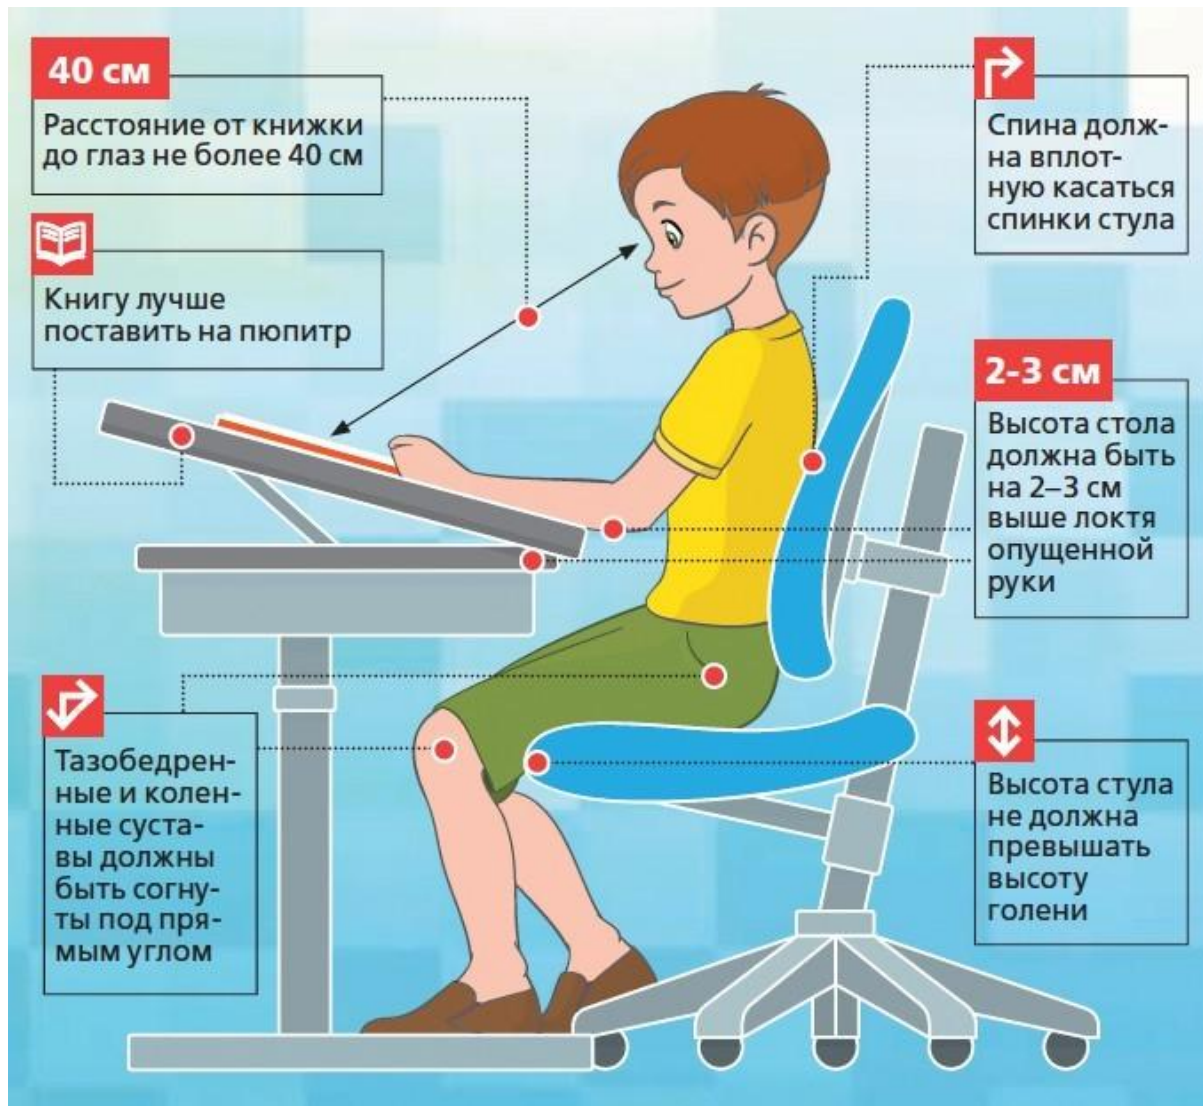 40 см
Расстояние от книжки
до глаз не более 40 см
Книгу лучше
поставить на пюпитр
Спина долж-
на вплот-
ную касаться
спинки стула
2-3 см
Высота стола
должна быть
на 2–3 см
выше локтя
опущенной
руки
Тазобедрен-
ные и колен-
ные суста-
вы должны
быть согну-
ты под пря-
мым углом
Высота стула
не должна
превышать
высоту
голени